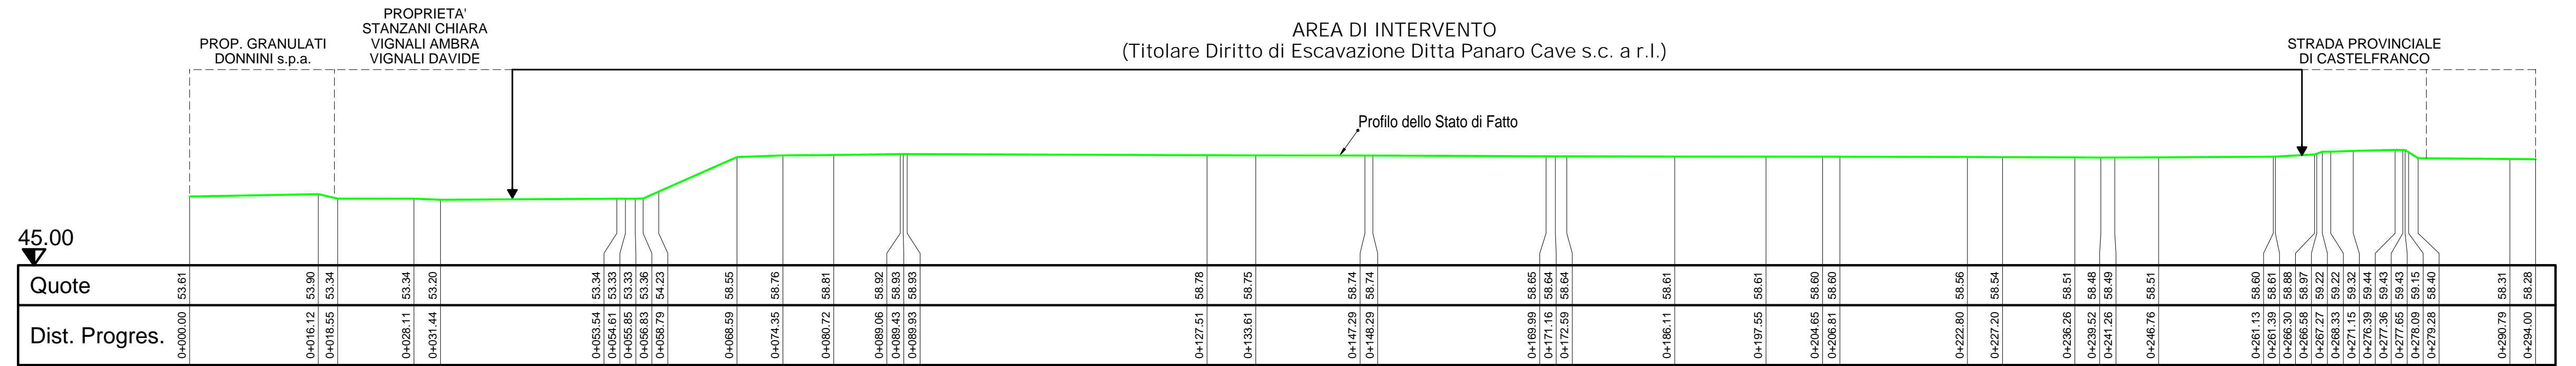 PROP. GRANULATI
DONNINI s.p.a.
PROPRIETA'
STANZANI CHIARA
VIGNALI AMBRA
VIGNALI DAVIDE
AREA DI INTERVENTO
(Titolare Diritto di Escavazione Ditta Panaro Cave s.c. a r.l.)
STRADA PROVINCIALE
DI CASTELFRANCO
Profilo dello Stato di Fatto
45.00
Quote 53.61 53.90 53.34 53.34 53.20 53.34 53.33 53.33 53.36 54.23 58.55 58.76 58.81 58.92 58.93 58.93 58.78 58.75 58.74 58.74 58.65 58.64 58.64 58.61 58.61 58.60 58.60 58.56 58.54 58.51 58.48 58.49 58.51 58.60 58.61 58.88 58.97 59.22 59.22 59.32 59.44 59.43 59.43 59.15 58.40 58.31 58.28
Dist. Progres. 0+000.00 0+016.12 0+018.55 0+028.11 0+031.44 0+053.54 0+054.61 0+055.85 0+056.83 0+058.79 0+068.59 0+074.35 0+080.72 0+089.06 0+089.43 0+089.93 0+127.51 0+133.61 0+147.29 0+148.29 0+169.99 0+171.16 0+172.59 0+186.11 0+197.55 0+204.65 0+206.81 0+222.80 0+227.20 0+236.26 0+239.52 0+241.26 0+246.76 0+261.13 0+261.39 0+266.30 0+266.58 0+267.27 0+268.33 0+271.15 0+276.39 0+277.36 0+277.65 0+278.09 0+279.28 0+290.79 0+294.00